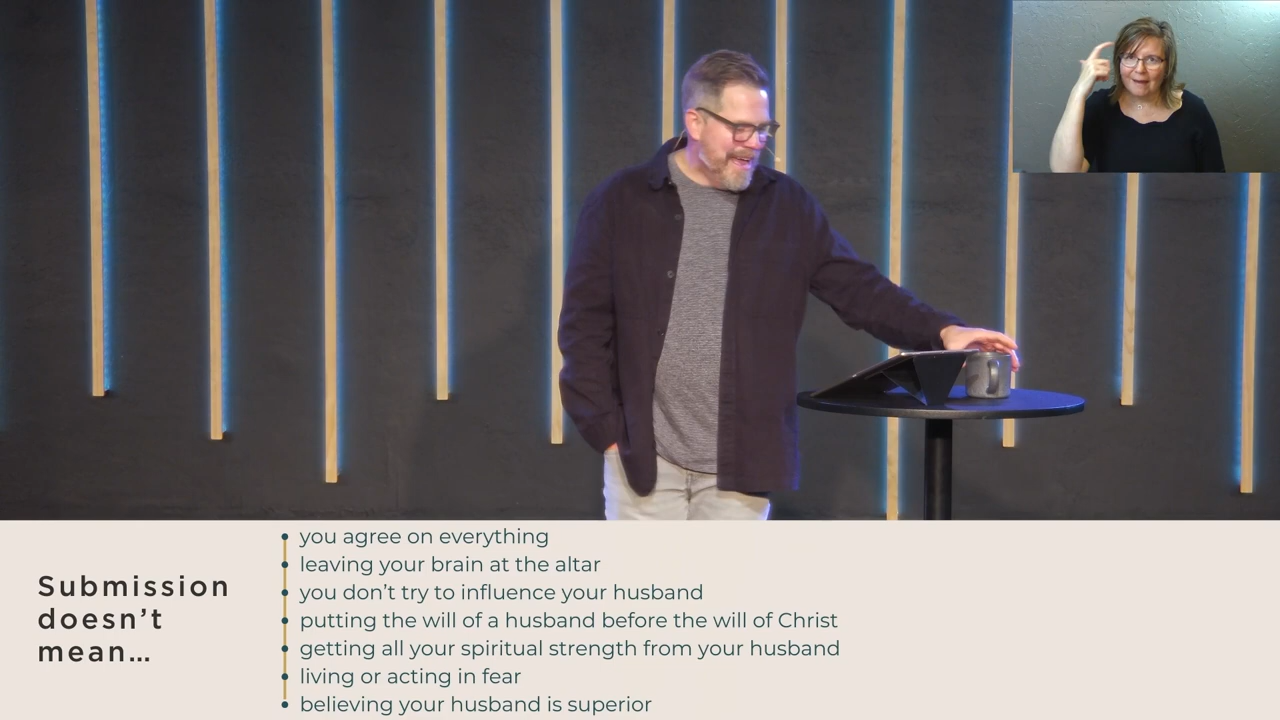 Submission
doesn't
mean...
you agree on everything
leaving your brain at the altar
you don't try to influence your husband
putting the will of a husband before the will of Christ
getting all your spiritual strength from your husband
living or acting in fear
believing your husband is superior